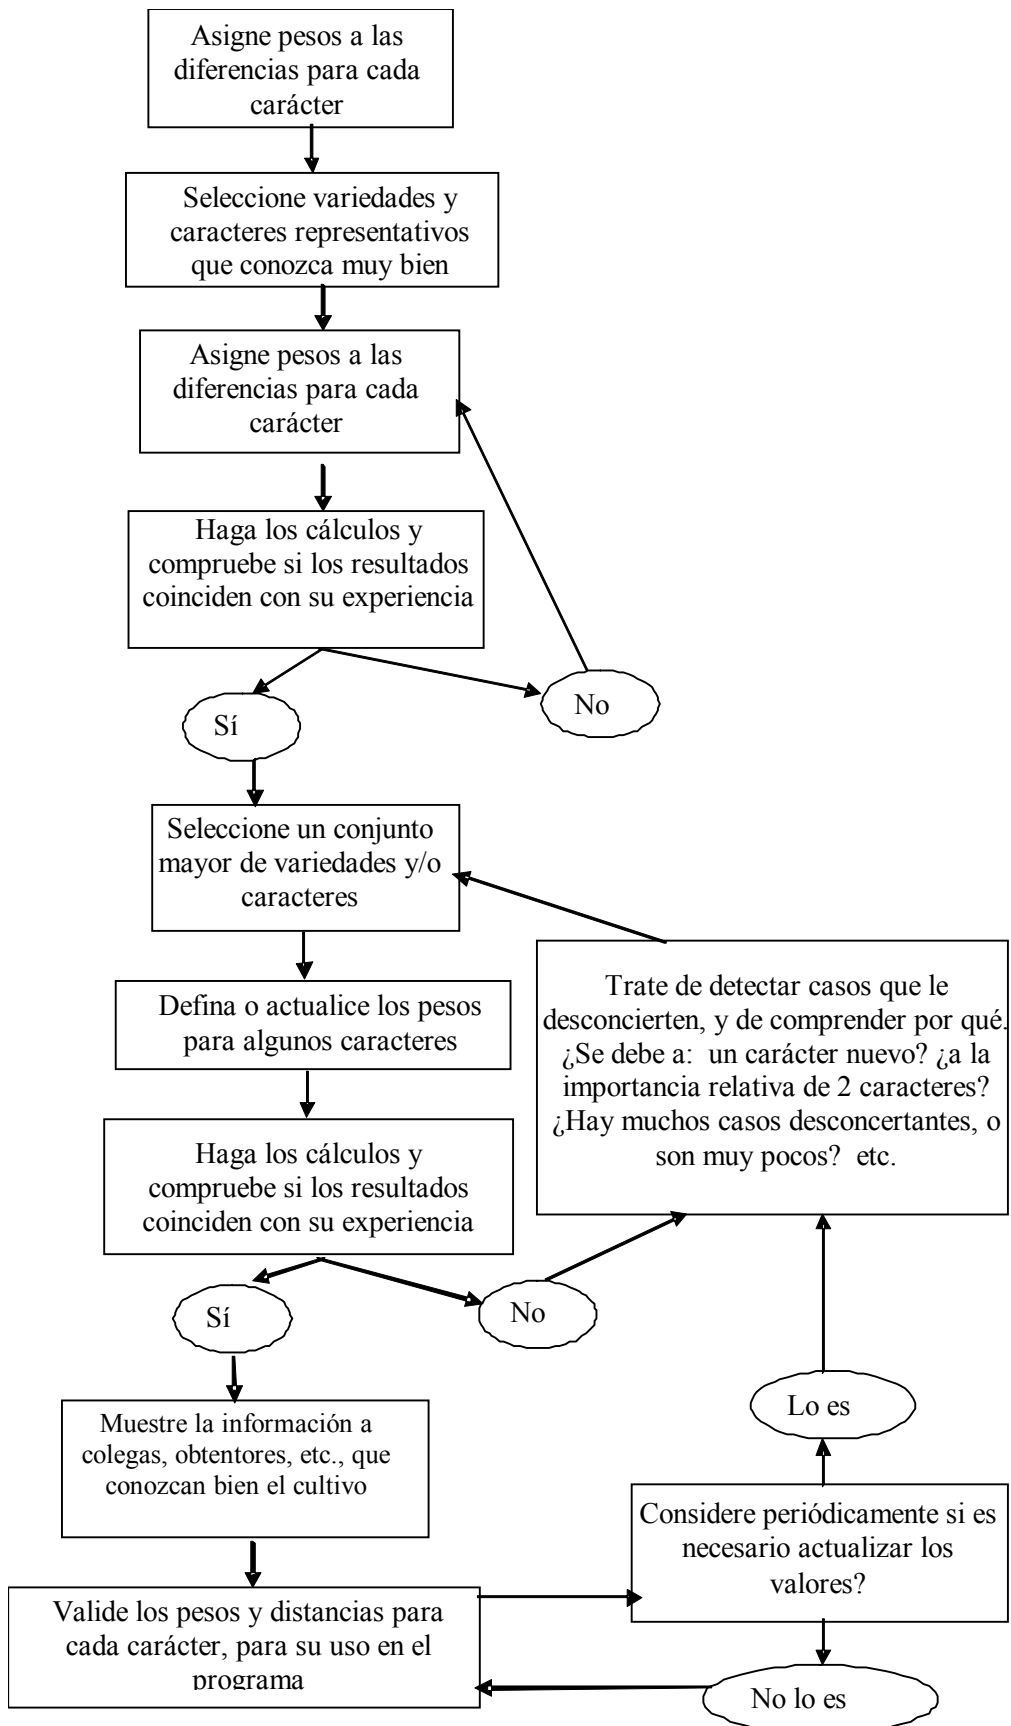 Asigne pesos a las
diferencias para cada
carácter
Seleccione variedades y
caracteres representativos
que conozca muy bien
Asigne pesos a las
diferencias para cada
carácter
Haga los cálculos y
compruebe si los resultados
coinciden con su experiencia
Sí
No
Seleccione un conjunto
mayor de variedades y/o
caracteres
Defina o actualice los pesos
para algunos caracteres
Trate de detectar casos que le
desconcierten, y de comprender por qué.
¿Se debe a:  un carácter nuevo? ¿a la
importancia relativa de 2 caracteres?
¿Hay muchos casos desconcertantes, o
son muy pocos?  etc.
Haga los cálculos y
compruebe si los resultados
coinciden con su experiencia
Sí
No
Lo es
Muestre la información a
colegas, obtentores, etc., que
conozcan bien el cultivo
Considere periódicamente si es
necesario actualizar los
valores?
Valide los pesos y distancias para
cada carácter, para su uso en el
programa
No lo es